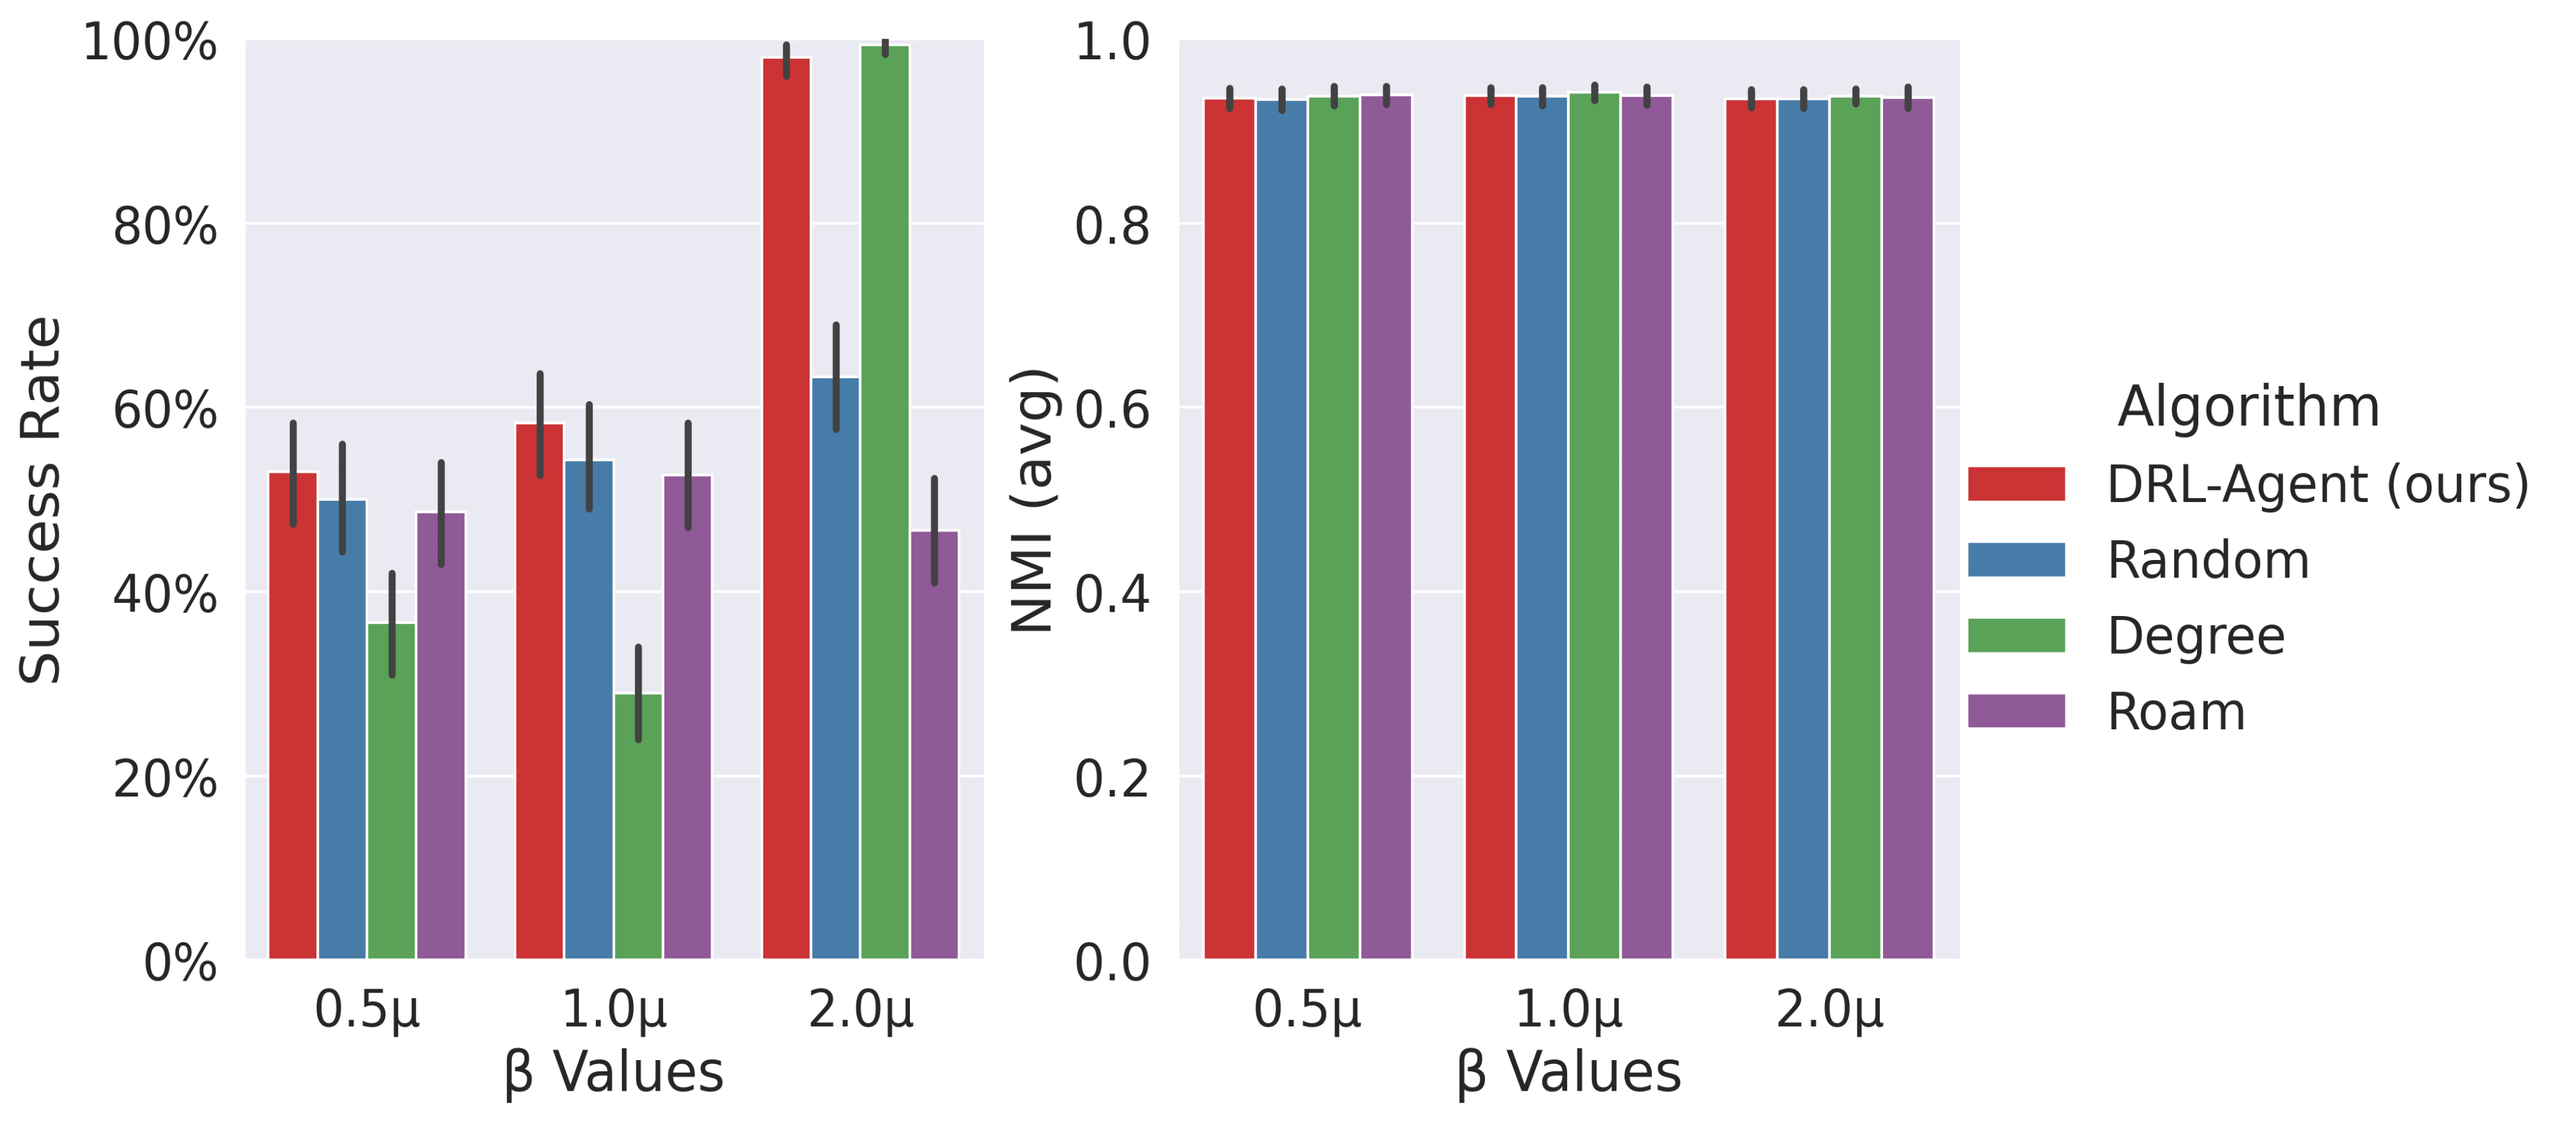 100%
80%
60%
40%
20%
0%
Success Rate
0.5μ 1.0μ 2.0μ
β Values
1.0
0.8
0.6
0.4
0.2
0.0
NMI (avg)
0.5μ 1.0μ 2.0μ
β Values
Algorithm
DRL-Agent (ours)
Random
Degree
Roam